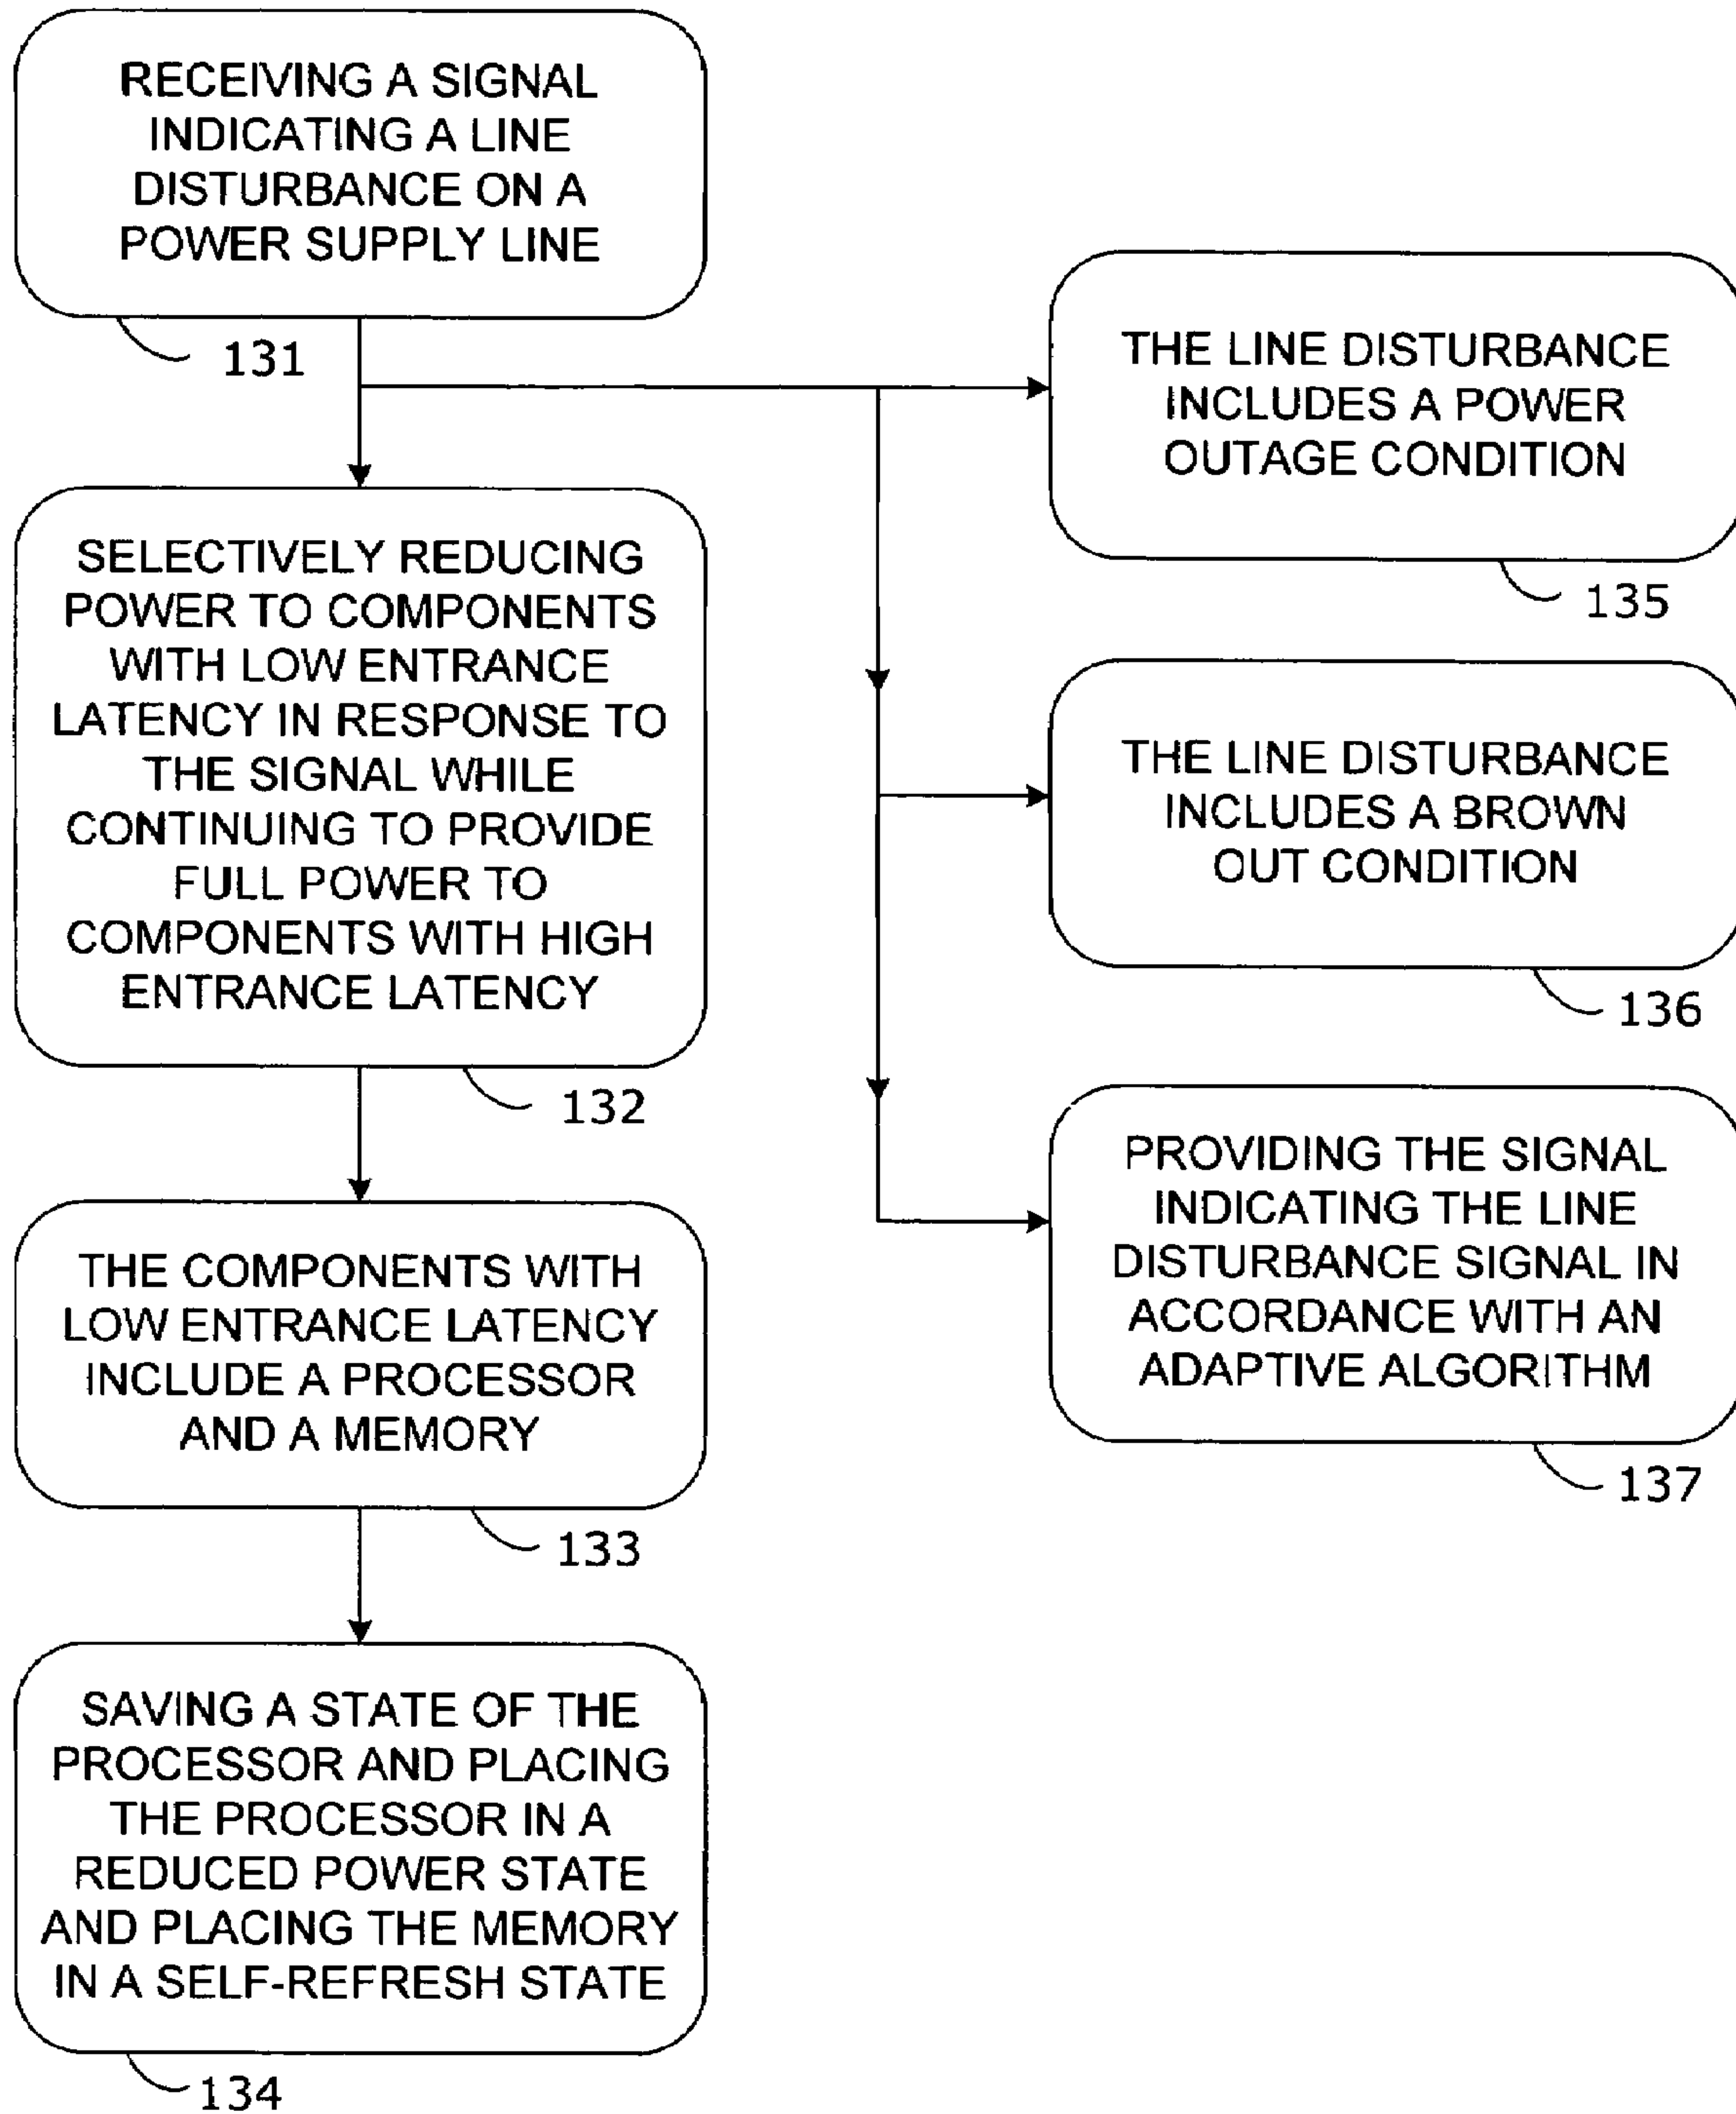 RECEIVING A SIGNAL
INDICATING A LINE
DISTURBANCE ON A
POWER SUPPLY LINE
131
SELECTIVELY REDUCING
POWER TO COMPONENTS
WITH LOW ENTRANCE
LATENCY IN RESPONSE TO
THE SIGNAL WHILE
CONTINUING TO PROVIDE
FULL POWER TO
COMPONENTS WITH HIGH
ENTRANCE LATENCY
132
THE COMPONENTS WITH
LOW ENTRANCE LATENCY
INCLUDE A PROCESSOR
AND A MEMORY
133
SAVING A STATE OF THE
PROCESSOR AND PLACING
THE PROCESSOR IN A
REDUCED POWER STATE
AND PLACING THE MEMORY
IN A SELF-REFRESH STATE
134
THE LINE DISTURBANCE
INCLUDES A POWER
OUTAGE CONDITION
135
THE LINE DISTURBANCE
INCLUDES A BROWN
OUT CONDITION
136
PROVIDING THE SIGNAL
INDICATING THE LINE
DISTURBANCE SIGNAL IN
ACCORDANCE WITH AN
ADAPTIVE ALGORITHM
137